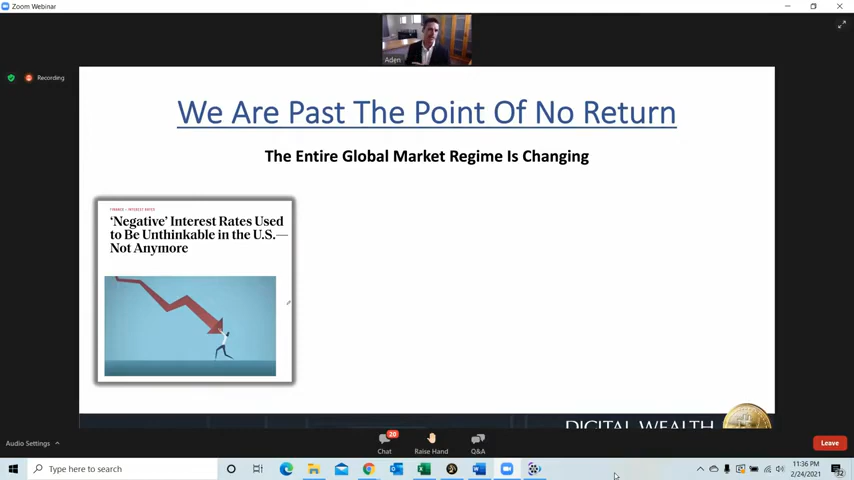 Zoom Webinar
Aden
Recording
We Are Past The Point Of No Return
The Entire Global Market Regime Is Changing
'Negative' Interest Rates Used
to Be Unthinkable in the U.S.—
Not Anymore
DIGITAL WEALTH
Audio Settings
20
Chat
Raise Hand
Q&A
Leave
Type here to search
11:36 PM
2/24/2021